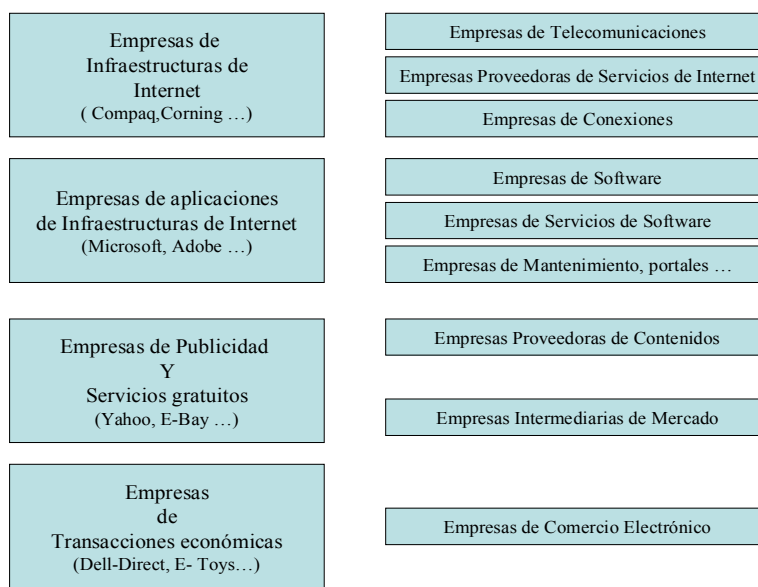 Empresas de
Infraestructuras de
Internet
( Compaq,Corning …)
Empresas de Telecomunicaciones
Empresas Proveedoras de Servicios de Internet
Empresas de Conexiones
Empresas de aplicaciones
de Infraestructuras de Internet
(Microsoft, Adobe …)
Empresas de Software
Empresas de Servicios de Software
Empresas de Mantenimiento, portales …
Empresas de Publicidad
Y
Servicios gratuitos
(Yahoo, E-Bay …)
Empresas Proveedoras de Contenidos
Empresas Intermediarias de Mercado
Empresas
de
Transacciones económicas
(Dell-Direct, E- Toys…)
Empresas de Comercio Electrónico